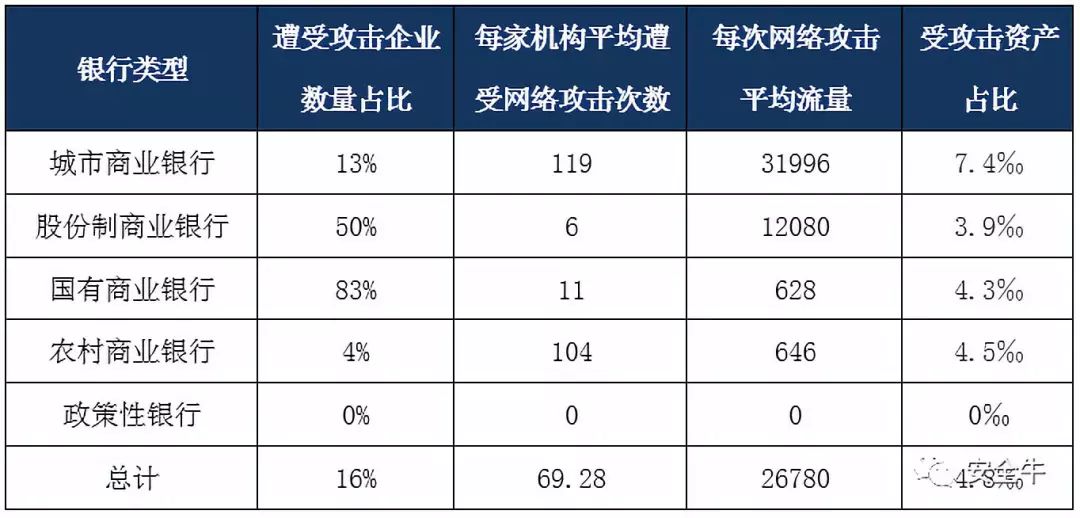 银行类型 遭受攻击企业数量占比 每家机构平均遭受网络攻击次数 每次网络攻击平均流量 受攻击资产占比
城市商业银行 13% 119 31996 7.4‰
股份制商业银行 50% 6 12080 3.9‰
国有商业银行 83% 11 628 4.3‰
农村商业银行 4% 104 646 4.5‰
政策性银行 0% 0 0 0‰
总计 16% 69.28 26780
安全牛